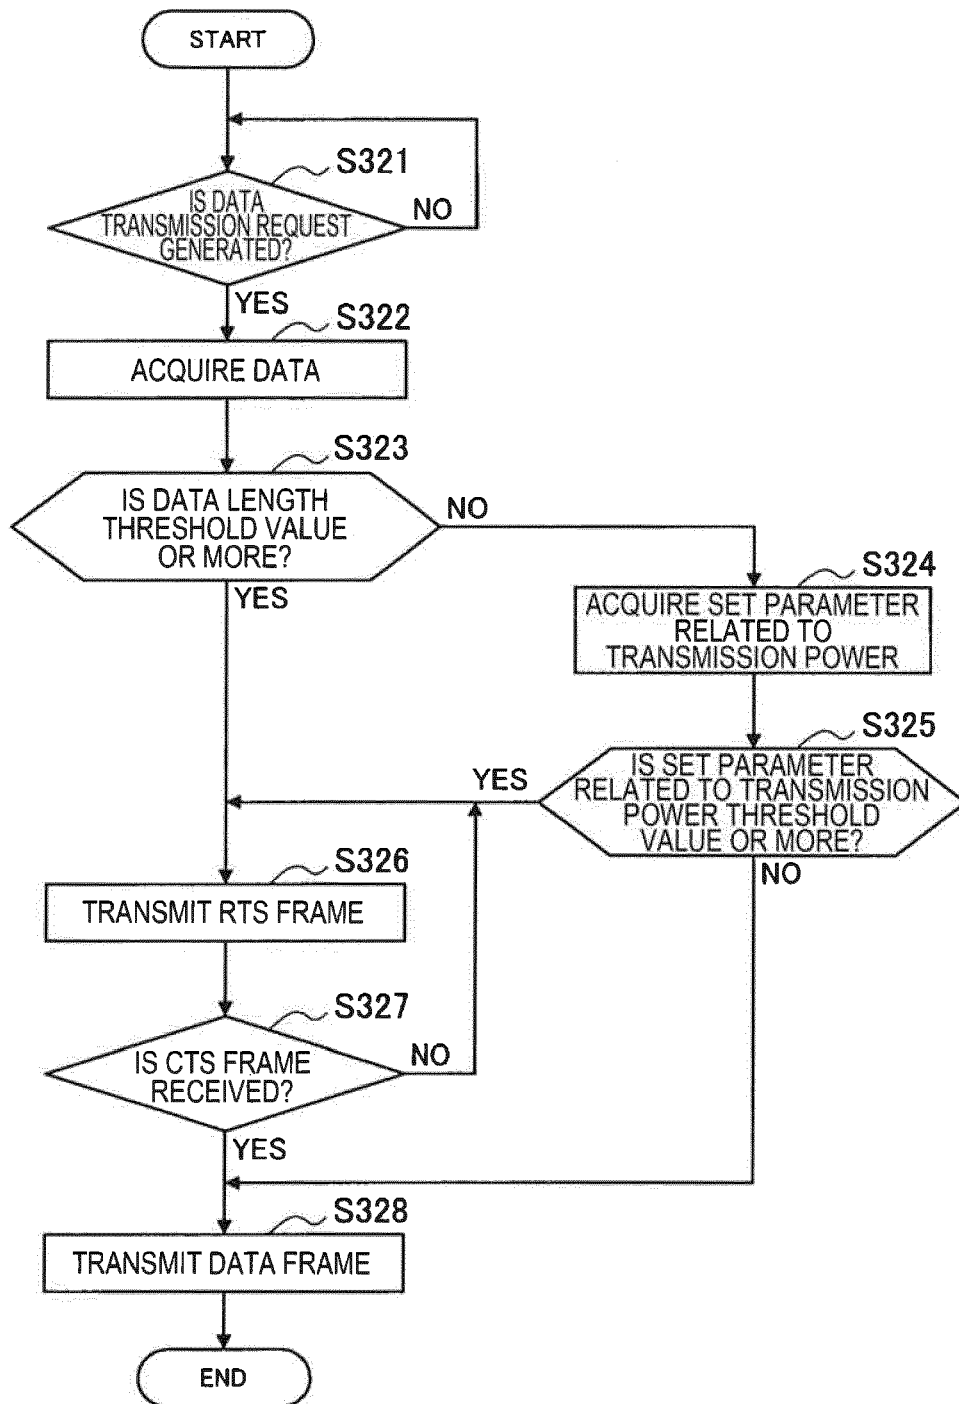 START
S321
IS DATA
TRANSMISSION REQUEST
GENERATED?
NO
YES
S322
ACQUIRE DATA
S323
IS DATA LENGTH
THRESHOLD VALUE
OR MORE?
NO
YES
S324
ACQUIRE SET PARAMETER
RELATED TO
TRANSMISSION POWER
S325
IS SET PARAMETER
RELATED TO TRANSMISSION
POWER THRESHOLD
VALUE OR MORE?
YES
NO
S326
TRANSMIT RTS FRAME
S327
IS CTS FRAME
RECEIVED?
NO
YES
S328
TRANSMIT DATA FRAME
END